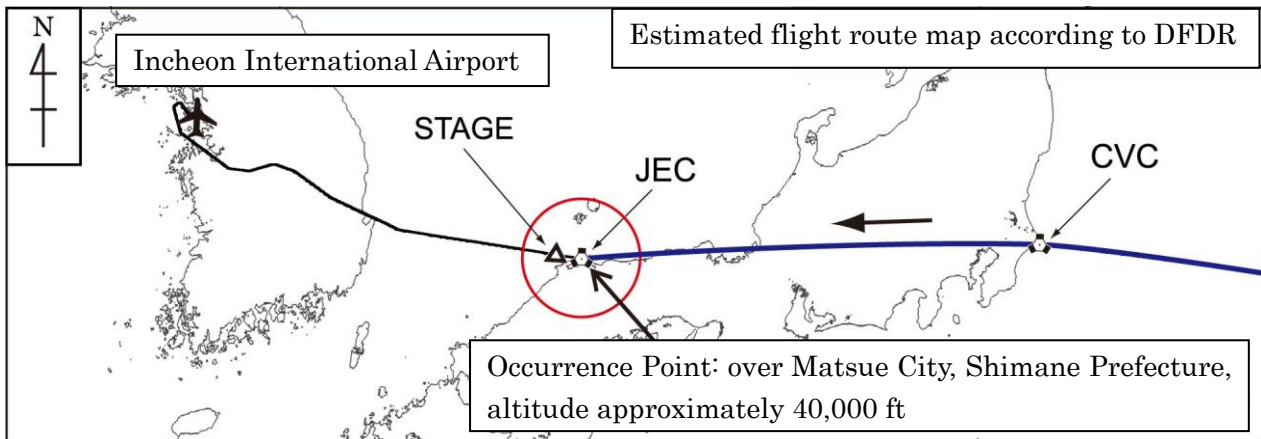 N
Incheon International Airport
Estimated flight route map according to DFDR
STAGE
JEC
CVC
Occurrence Point: over Matsue City, Shimane Prefecture,
altitude approximately 40,000 ft